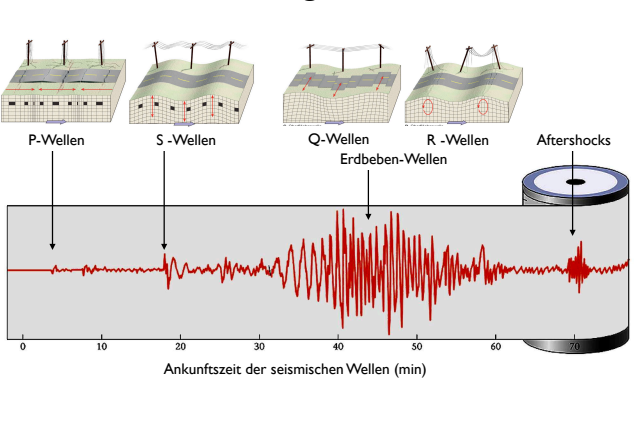 P-Wellen
S -Wellen
Q-Wellen
R -Wellen
Aftershocks
Erdbeben-Wellen
0 10 20 30 40 50 60 70
Ankunftszeit der seismischen Wellen (min)